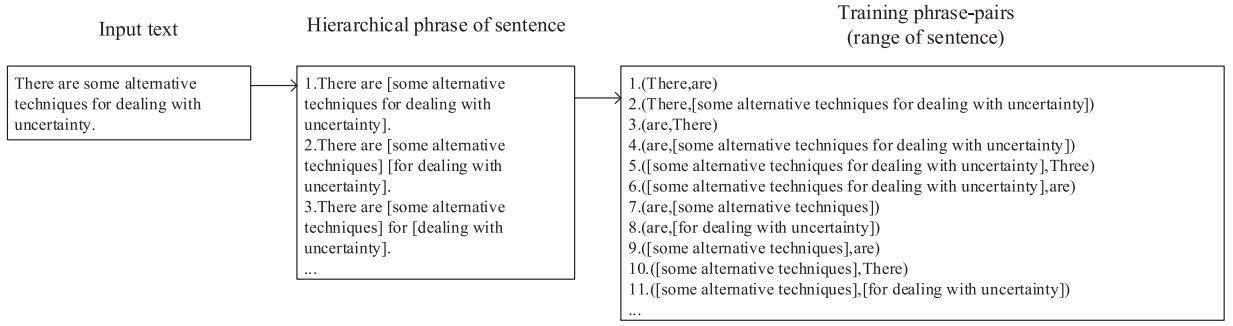 Input text
There are some alternative
techniques for dealing with
uncertainty.
Hierarchical phrase of sentence
1.There are [some alternative
techniques for dealing with
uncertainty].
2.There are [some alternative
techniques] [for dealing with
uncertainty].
3.There are [some alternative
techniques] for [dealing with
uncertainty].
...
Training phrase-pairs
(range of sentence)
1.(There,are)
2.(There,[some alternative techniques for dealing with uncertainty])
3.(are,There)
4.(are,[some alternative techniques for dealing with uncertainty])
5.([some alternative techniques for dealing with uncertainty],Three)
6.([some alternative techniques for dealing with uncertainty],are)
7.(are,[some alternative techniques])
8.(are,[for dealing with uncertainty])
9.([some alternative techniques],are)
10.([some alternative techniques],There)
11.([some alternative techniques],[for dealing with uncertainty])
...